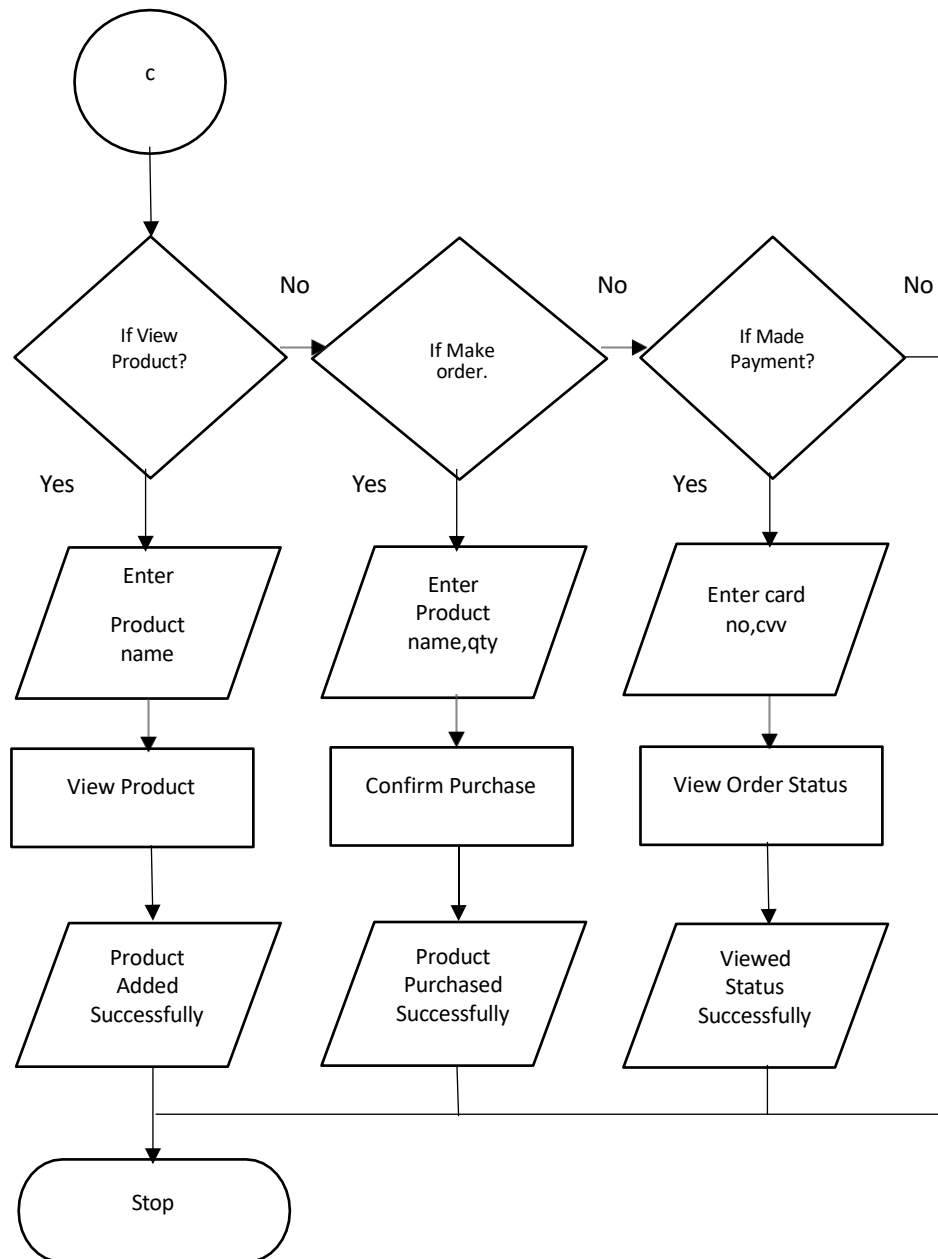 c
No
No
No
If View
Product?
If Make
order.
If Made
Payment?
Yes
Yes
Yes
Enter
Product
name
Enter
Product
name,qty
Enter card
no,cvv
View Product
Confirm Purchase
View Order Status
Product
Added
Successfully
Product
Purchased
Successfully
Viewed
Status
Successfully
Stop